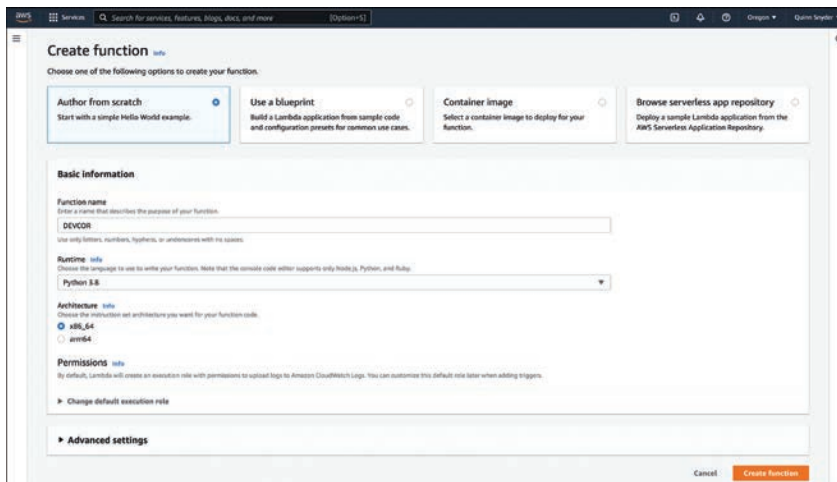 aws
Services
Search for services, features, blogs, docs, and more
[Option+S]
Oregon
Quinn Snyder
Create function Info
Choose one of the following options to create your function.
Author from scratch
Start with a simple Hello World example.
Use a blueprint
Build a Lambda application from sample code
and configuration presets for common use cases.
Container image
Select a container image to deploy for your
function.
Browse serverless app repository
Deploy a sample Lambda application from the
AWS Serverless Application Repository.
Basic information
Function name
Enter a name that describes the purpose of your function.
DEVCOR
Use only letters, numbers, hyphens, or underscores with no spaces.
Runtime Info
Choose the language to use to write your function. Note that the console code editor supports only Node.js, Python, and Ruby.
Python 3.8
Architecture Info
Choose the instruction set architecture you want for your function code.
x86_64
arm64
Permissions Info
By default, Lambda will create an execution role with permissions to upload logs to Amazon CloudWatch Logs. You can customize this default role later when adding triggers.
Change default execution role
Advanced settings
Cancel
Create function